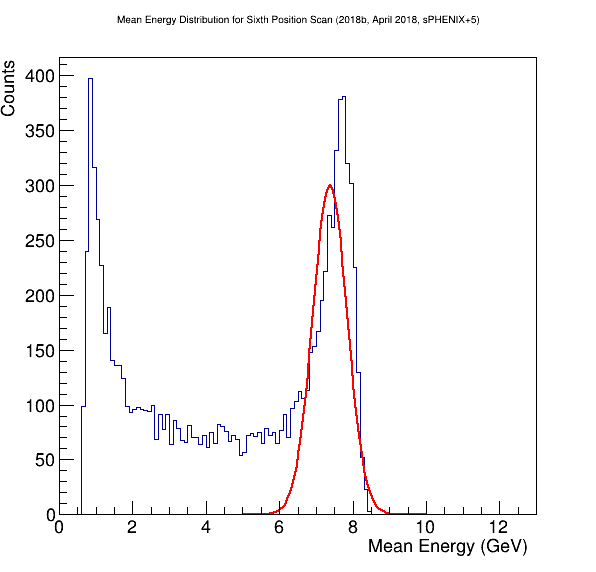 Mean Energy Distribution for Sixth Position Scan (2018b, April 2018, sPHENIX+5)
Counts
400
350
300
250
200
150
100
50
0
0 2 4 6 8 10 12
Mean Energy (GeV)